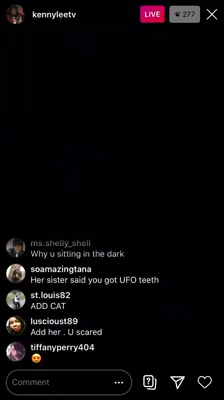 kennyleetv
LIVE
277
ms.shelly_shell
Why u sitting in the dark
soamazingtana
Her sister said you got UFO teeth
st.louis82
ADD CAT
luscioust89
Add her . U scared
tiffanyperry404
😍
Comment